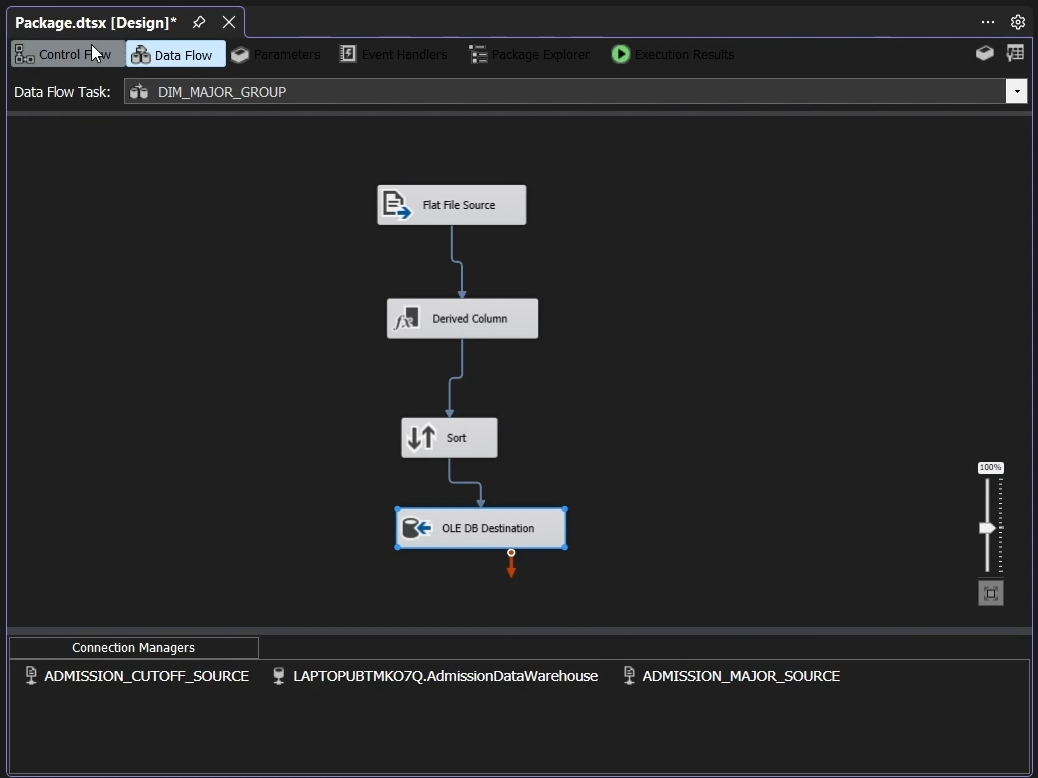 Package.dtsx [Design]*
Control Flow Data Flow Parameters Event Handlers Package Explorer Execution Results
Data Flow Task: DIM_MAJOR_GROUP
Flat File Source
Derived Column
Sort
100%
OLE DB Destination
Connection Managers
ADMISSION_CUTOFF_SOURCE LAPTOPUBTMKO7Q.AdmissionDataWarehouse ADMISSION_MAJOR_SOURCE